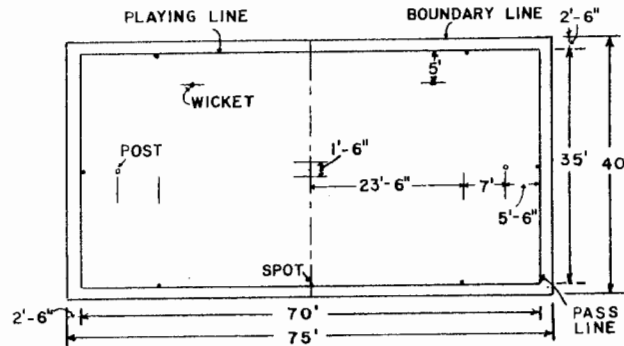 PLAYING LINE
BOUNDARY LINE
2'-6"
5'
WICKET
POST
1'-6"
35'
40
23'-6"
7'
5'-6"
SPOT
2'-6"
70'
PASS
LINE
75'